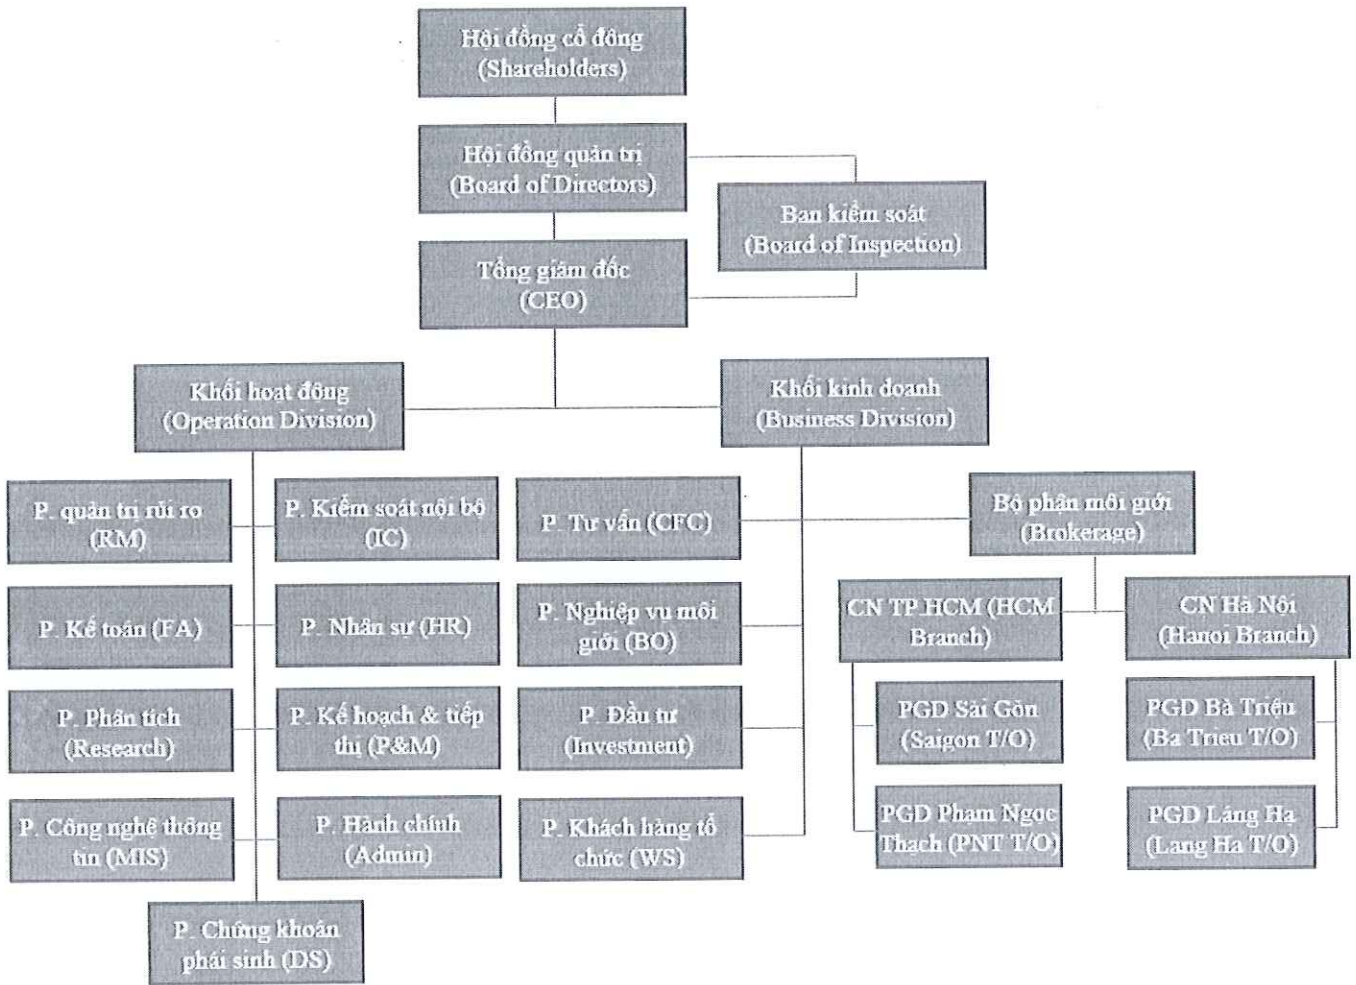 Hội đồng cổ đông
(Shareholders)
Hội đồng quản trị
(Board of Directors)
Ban kiểm soát
(Board of Inspection)
Tổng giám đốc
(CEO)
Khối hoạt động
(Operation Division)
Khối kinh doanh
(Business Division)
P. quản trị rủi ro
(RM)
P. Kiểm soát nội bộ
(IC)
P. Tư vấn (CFC)
Bộ phận môi giới
(Brokerage)
P. Kế toán (FA)
P. Nhân sự (HR)
P. Nghiệp vụ môi
giới (BO)
CN TP.HCM (HCM
Branch)
CN Hà Nội
(Hanoi Branch)
P. Phân tích
(Research)
P. Kế hoạch & tiếp
thị (P&M)
P. Đầu tư
(Investment)
PGD Sài Gòn
(Saigon T/O)
PGD Bà Triệu
(Ba Trieu T/O)
P. Công nghệ thông
tin (MIS)
P. Hành chính
(Admin)
P. Khách hàng tổ
chức (WS)
PGD Phạm Ngọc
Thạch (PNT T/O)
PGD Láng Hạ
(Lang Ha T/O)
P. Chứng khoán
phái sinh (DS)